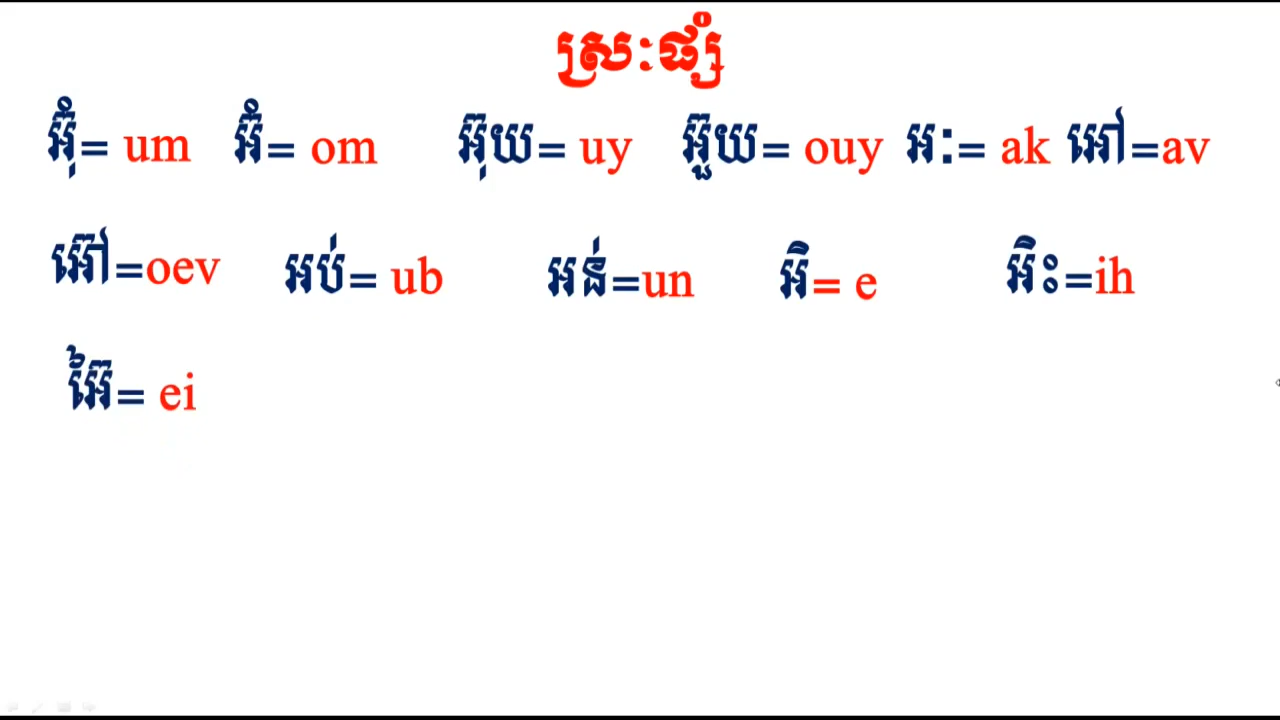 ស្រៈផ្សំ
អ៊ុំ= um អ៊ំ= om អ៊ុយ= uy អ៊ួយ= ouy អៈ= ak អៅ=av
អ៊ៅ=oev អប់= ub អន់=un អិ= e អិះ=ih
អ៊ៃ= ei